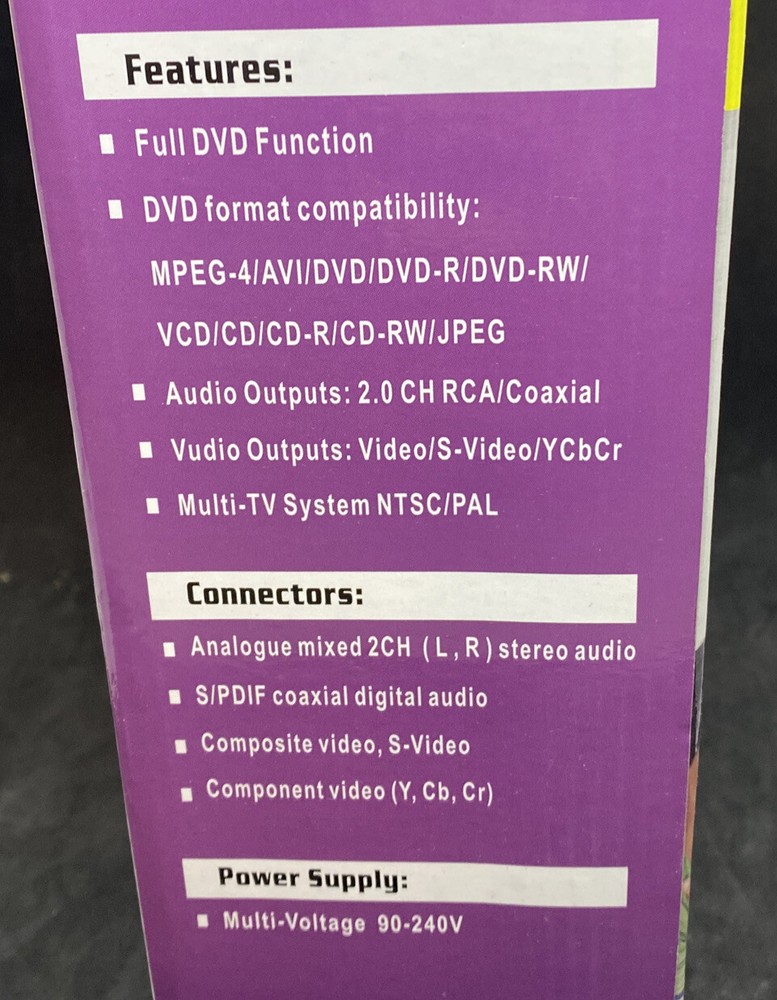 Features:
Full DVD Function
DVD format compatibility:
MPEG-4/AVI/DVD/DVD-R/DVD-RW/
VCD/CD/CD-R/CD-RW/JPEG
Audio Outputs: 2.0 CH RCA/Coaxial
Vudio Outputs: Video/S-Video/YCbCr
Multi-TV System NTSC/PAL
Connectors:
Analogue mixed 2CH ( L , R ) stereo audio
S/PDIF coaxial digital audio
Composite video, S-Video
Component video (Y, Cb, Cr)
Power Supply:
Multi-Voltage 90-240V